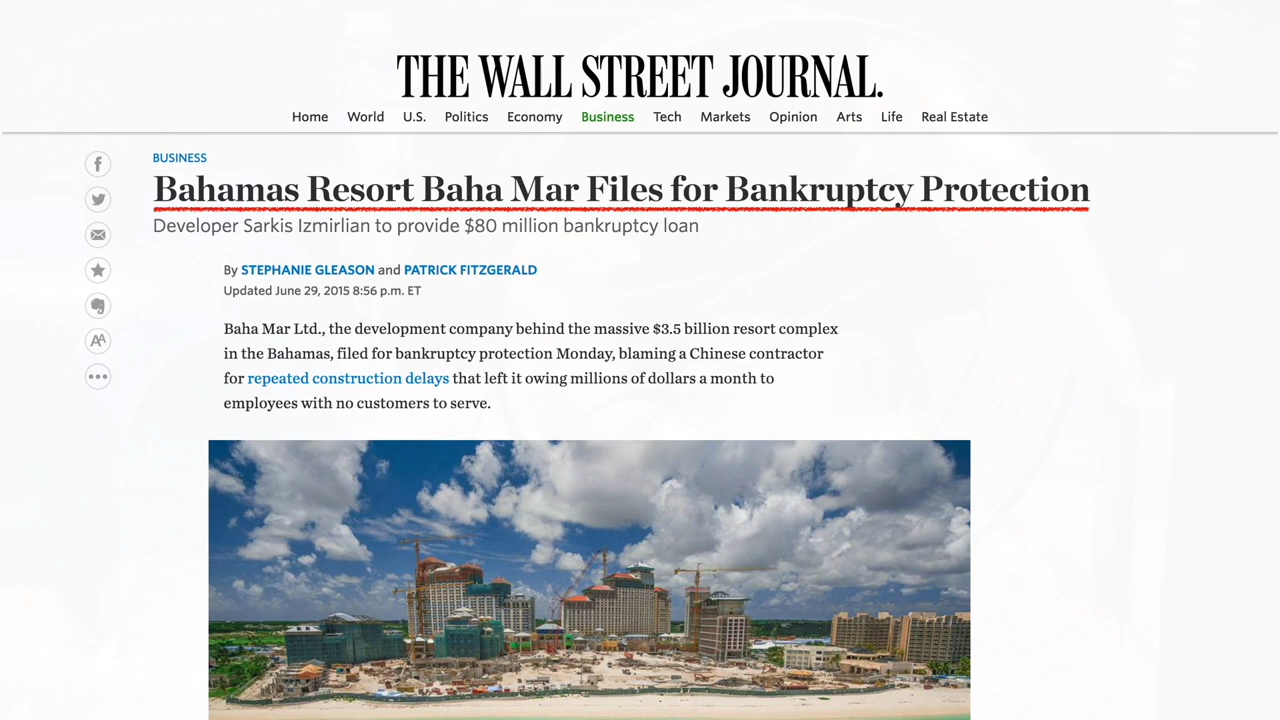 THE WALL STREET JOURNAL.
Home World U.S. Politics Economy Business Tech Markets Opinion Arts Life Real Estate
BUSINESS
Bahamas Resort Baha Mar Files for Bankruptcy Protection
Developer Sarkis Izmirlian to provide $80 million bankruptcy loan
By STEPHANIE GLEASON and PATRICK FITZGERALD
Updated June 29, 2015 8:56 p.m. ET
Baha Mar Ltd., the development company behind the massive $3.5 billion resort complex
in the Bahamas, filed for bankruptcy protection Monday, blaming a Chinese contractor
for repeated construction delays that left it owing millions of dollars a month to
employees with no customers to serve.